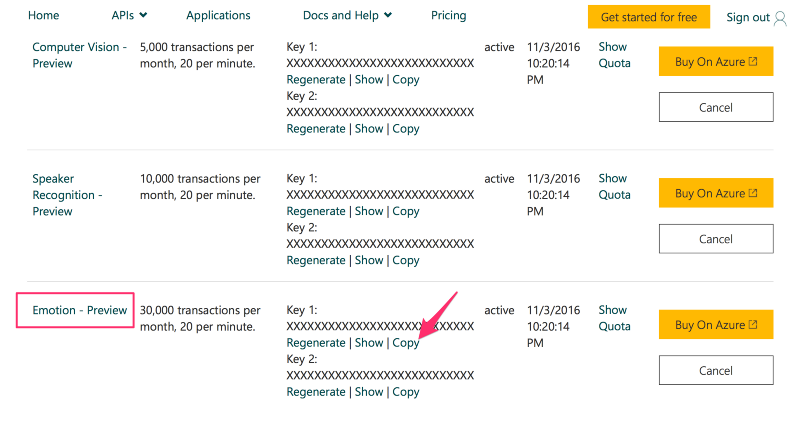 Home APIs Applications Docs and Help Pricing Get started for free Sign out
Computer Vision - 5,000 transactions per Key 1: active 11/3/2016 Show
Preview month, 20 per minute. XXXXXXXXXXXXXXXXXXXXXXXXXXXX 10:20:14 Quota Buy On Azure
Regenerate | Show | Copy PM
Key 2:
XXXXXXXXXXXXXXXXXXXXXXXXXXXX Cancel
Regenerate | Show | Copy
Speaker 10,000 transactions per Key 1: active 11/3/2016 Show
Recognition - month, 20 per minute. XXXXXXXXXXXXXXXXXXXXXXXXXXXX 10:20:14 Quota Buy On Azure
Preview Regenerate | Show | Copy PM
Key 2:
XXXXXXXXXXXXXXXXXXXXXXXXXXXX Cancel
Regenerate | Show | Copy
Emotion - Preview 30,000 transactions per Key 1: active 11/3/2016 Show
month, 20 per minute. XXXXXXXXXXXXXXXXXXXXXXXXXXXX 10:20:14 Quota Buy On Azure
Regenerate | Show | Copy PM
Key 2:
XXXXXXXXXXXXXXXXXXXXXXXXXXXX Cancel
Regenerate | Show | Copy